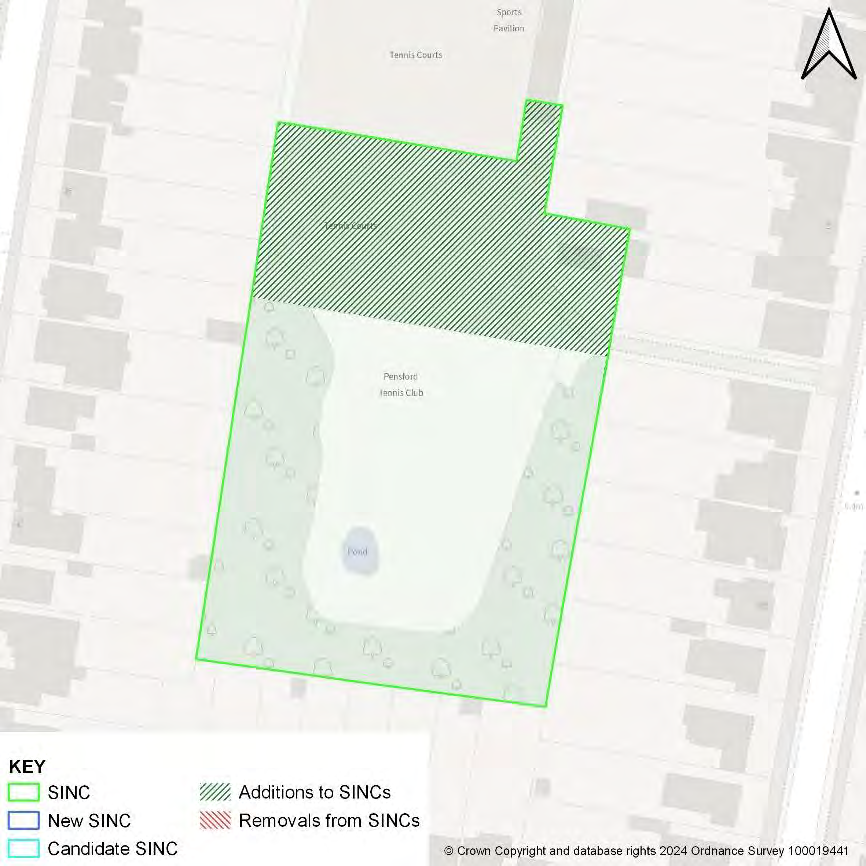 Sports
Pavilion
Tennis Courts
Tennis Courts
Pensford
Tennis Club
Pond
KEY
SINC
New SINC
Candidate SINC
Additions to SINCs
Removals from SINCs
© Crown Copyright and database rights 2024 Ordnance Survey 100019441